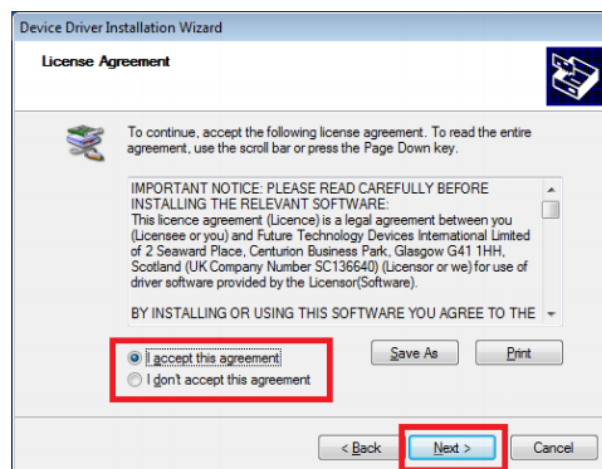 Device Driver Installation Wizard
License Agreement
To continue, accept the following license agreement. To read the entire
agreement, use the scroll bar or press the Page Down key.
IMPORTANT NOTICE: PLEASE READ CAREFULLY BEFORE
INSTALLING THE RELEVANT SOFTWARE:
This licence agreement (Licence) is a legal agreement between you
(Licensee or you) and Future Technology Devices International Limited
of 2 Seaward Place, Centurion Business Park, Glasgow G41 1HH,
Scotland (UK Company Number SC136640) (Licensor or we) for use of
driver software provided by the Licensor(Software).
BY INSTALLING OR USING THIS SOFTWARE YOU AGREE TO THE
I accept this agreement
Save As
Print
I don't accept this agreement
< Back
Next >
Cancel